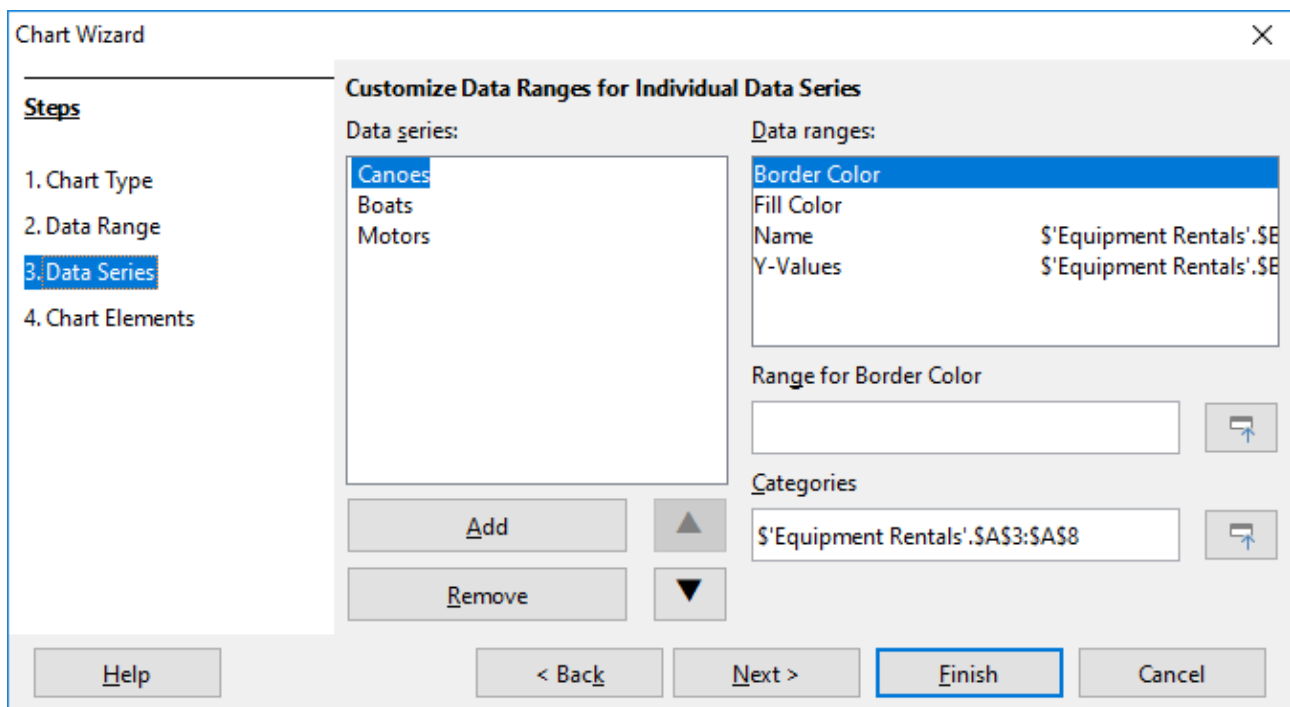 Chart Wizard
Steps
1. Chart Type
2. Data Range
3. Data Series
4. Chart Elements
Customize Data Ranges for Individual Data Series
Data series:
Canoes
Boats
Motors
Add
Remove
Data ranges:
Border Color
Fill Color
Name $'Equipment Rentals'.$B
Y-Values $'Equipment Rentals'.$B
Range for Border Color
Categories
$'Equipment Rentals'.$A$3:$A$8
Help
< Back
Next >
Finish
Cancel